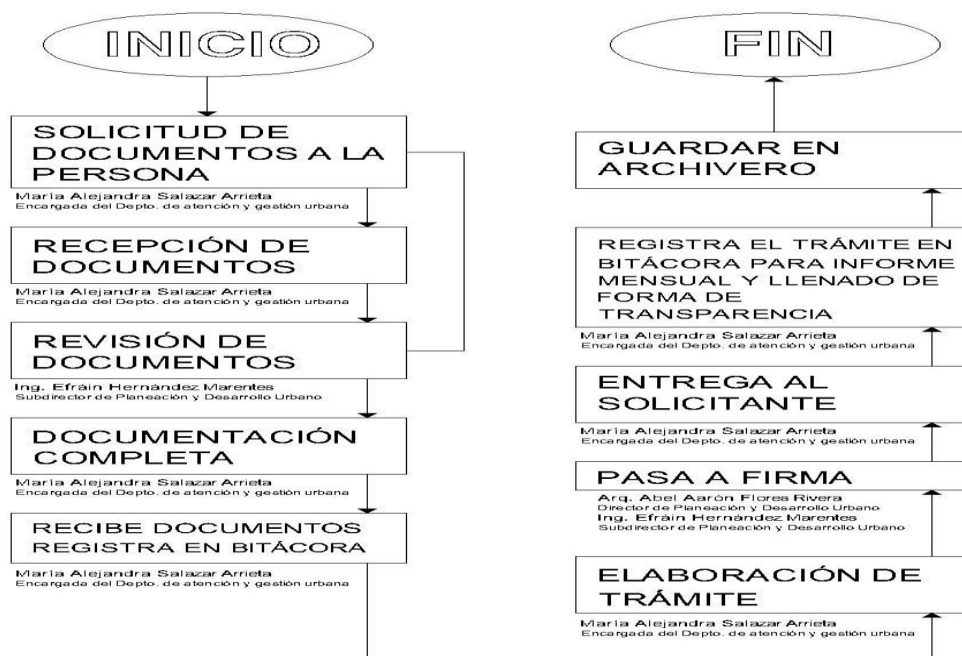 INICIO
SOLICITUD DE
DOCUMENTOS A LA
PERSONA
María Alejandra Salazar Arrieta
Encargada del Depto. de atención y gestión urbana
RECEPCIÓN DE
DOCUMENTOS
María Alejandra Salazar Arrieta
Encargada del Depto. de atención y gestión urbana
REVISIÓN DE
DOCUMENTOS
Ing. Efráin Hernández Marentes
Subdirector de Planeación y Desarrollo Urbano
DOCUMENTACIÓN
COMPLETA
María Alejandra Salazar Arrieta
Encargada del Depto. de atención y gestión urbana
RECIBE DOCUMENTOS
REGISTRA EN BITÁCORA
María Alejandra Salazar Arrieta
Encargada del Depto. de atención y gestión urbana
FIN
GUARDAR EN
ARCHIVERO
REGISTRA EL TRÁMITE EN
BITÁCORA PARA INFORME
MENSUAL Y LLENADO DE
FORMA DE
TRANSPARENCIA
María Alejandra Salazar Arrieta
Encargada del Depto. de atención y gestión urbana
ENTREGA AL
SOLICITANTE
María Alejandra Salazar Arrieta
Encargada del Depto. de atención y gestión urbana
PASA A FIRMA
Arq. Abel Aarón Flores Rivera
Director de Planeación y Desarrollo Urbano
Ing. Efráin Hernández Marentes
Subdirector de Planeación y Desarrollo Urbano
ELABORACIÓN DE
TRÁMITE
María Alejandra Salazar Arrieta
Encargada del Depto. de atención y gestión urbana